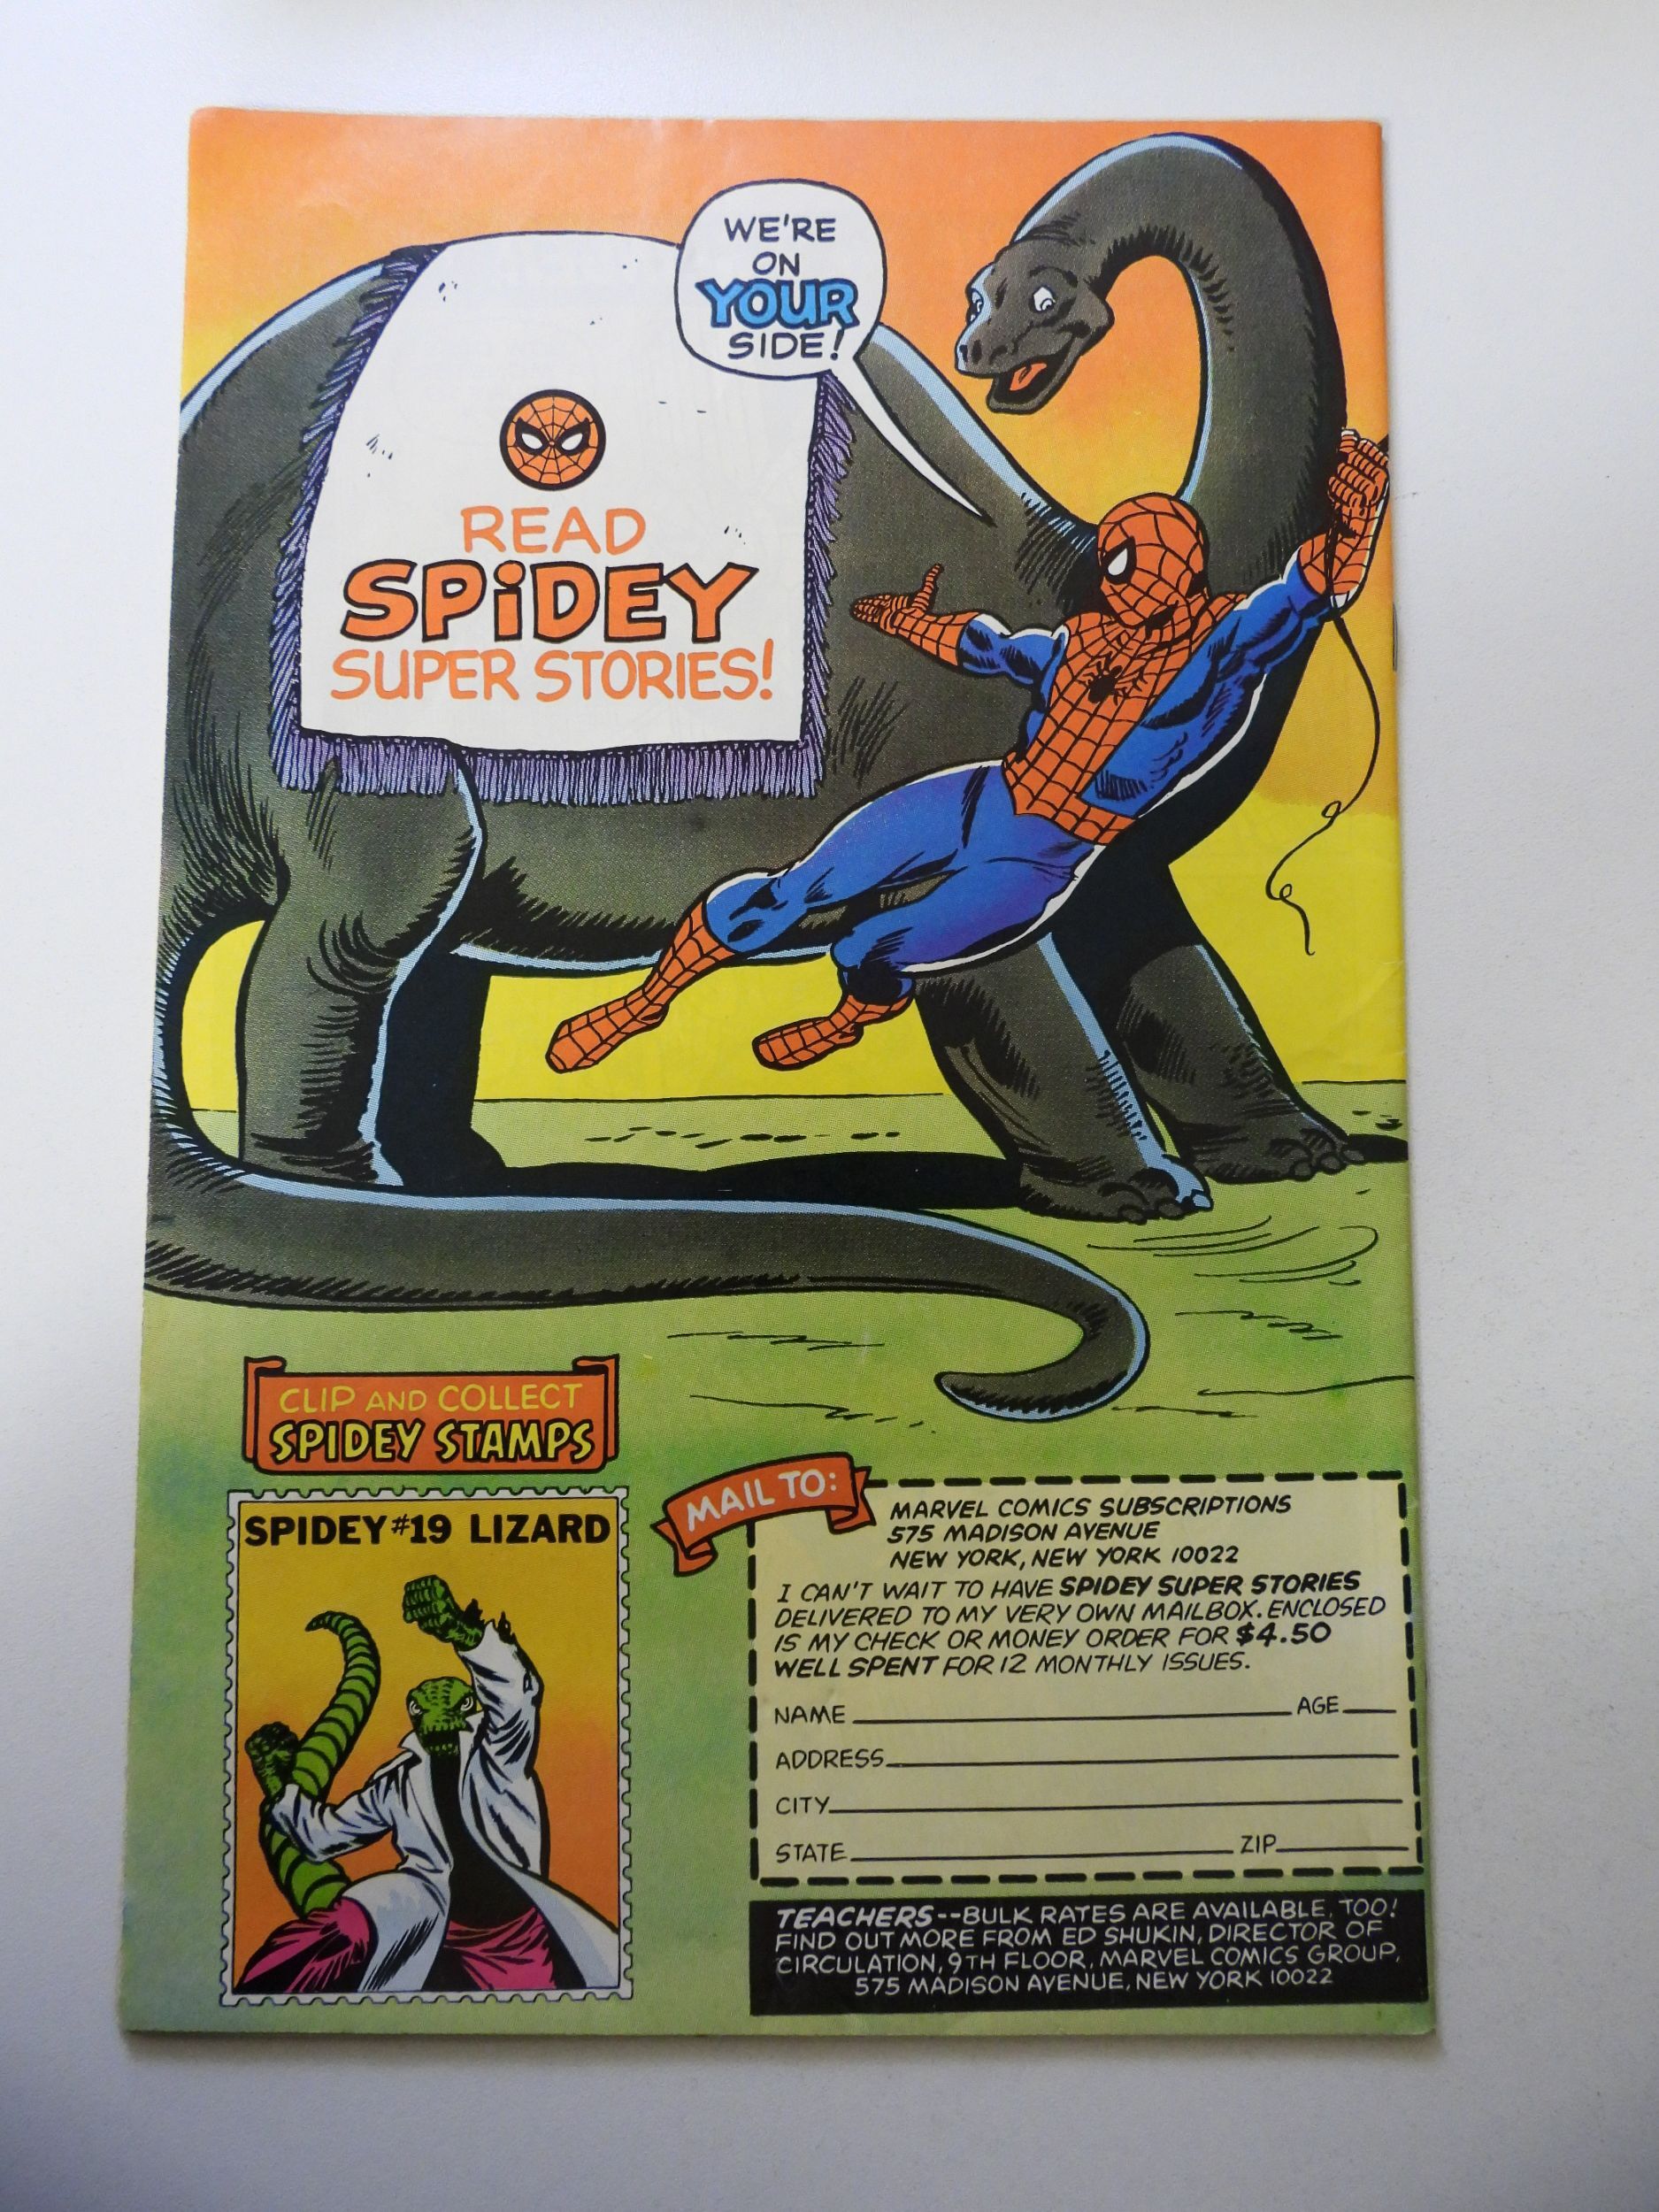 WE'RE
ON
YOUR
SIDE!
READ
SPiDEY
SUPER STORIES!
CLIP AND COLLECT
SPIDEY STAMPS
SPIDEY #19 LIZARD
MAIL TO:
MARVEL COMICS SUBSCRIPTIONS
575 MADISON AVENUE
NEW YORK, NEW YORK 10022
I CAN'T WAIT TO HAVE SPIDEY SUPER STORIES
DELIVERED TO MY VERY OWN MAILBOX. ENCLOSED
IS MY CHECK OR MONEY ORDER FOR $4.50
WELL SPENT FOR 12 MONTHLY ISSUES.
NAME AGE
ADDRESS
CITY
STATE ZIP
TEACHERS--BULK RATES ARE AVAILABLE, TOO!
FIND OUT MORE FROM ED SHUKIN, DIRECTOR OF
CIRCULATION, 9TH FLOOR, MARVEL COMICS GROUP,
575 MADISON AVENUE, NEW YORK 10022